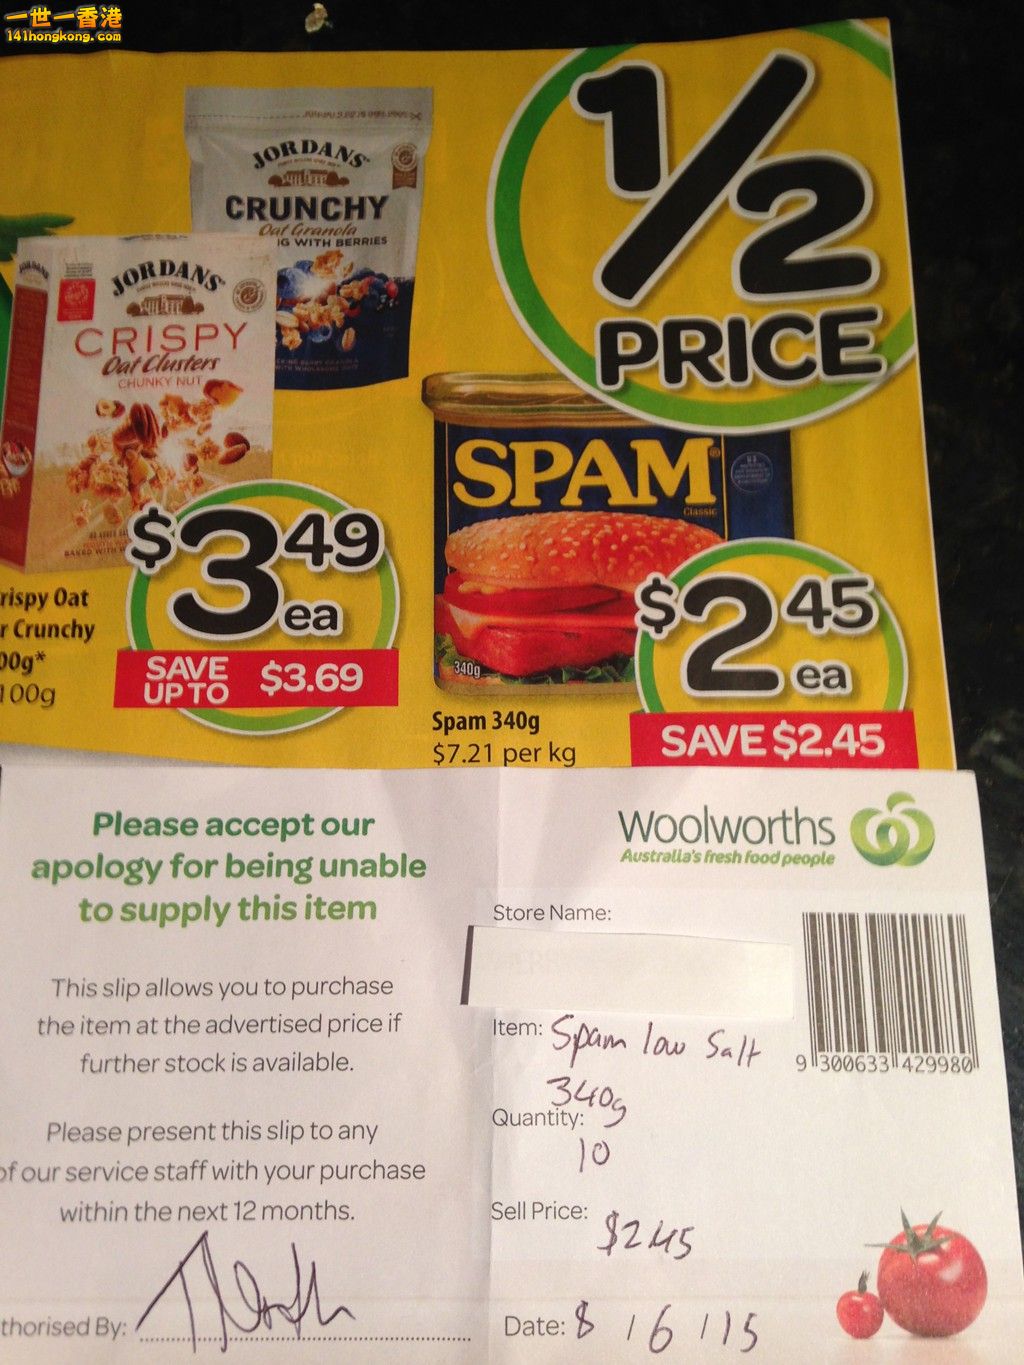 一世一香港
141hongkong.com
JORDANS
CRUNCHY
Oat Granola
IG WITH BERRIES
1/2
PRICE
JORDANS
JORDANS
CRISPY
Oat Clusters
CHUNKY NUT
SPAM®
Classic
340g
$3.49
ea
SAVE
UP TO $3.69
$2.45
ea
SAVE $2.45
rispy Oat
r Crunchy
00g*
100g
Spam 340g
$7.21 per kg
Please accept our
apology for being unable
to supply this item
This slip allows you to purchase
the item at the advertised price if
further stock is available.
Please present this slip to any
of our service staff with your purchase
within the next 12 months.
thorised By:
Woolworths
Australia's fresh food people
Store Name:
9 300633 429980
Item: Spam low Salt
340g
Quantity:
10
Sell Price: $2.45
Date: 8 / 6 / 15